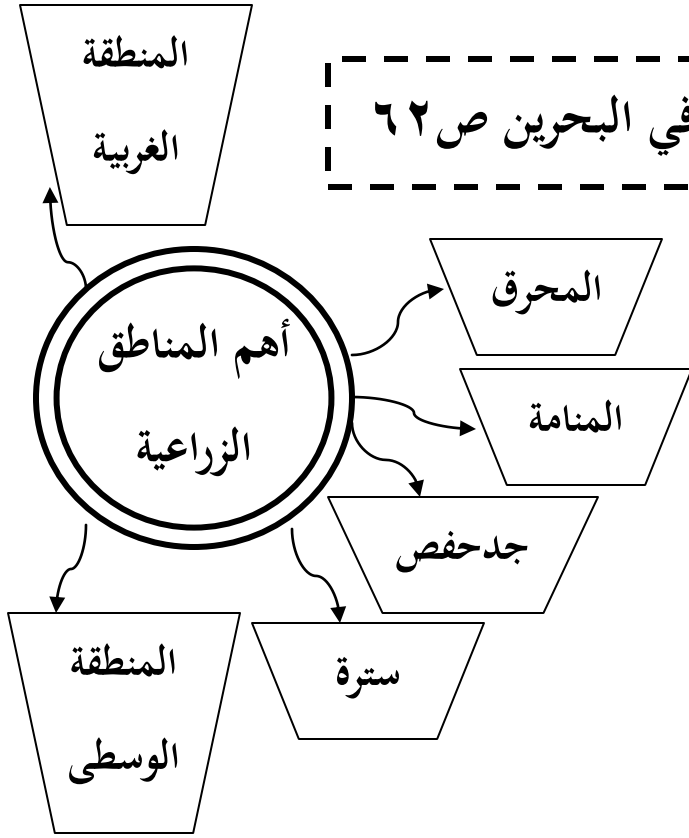 في البحرين ص٦٢
المنطقة
الغربية
المحرق
أهم المناطق
الزراعية
المنامة
جدحفص
سترة
المنطقة
الوسطى